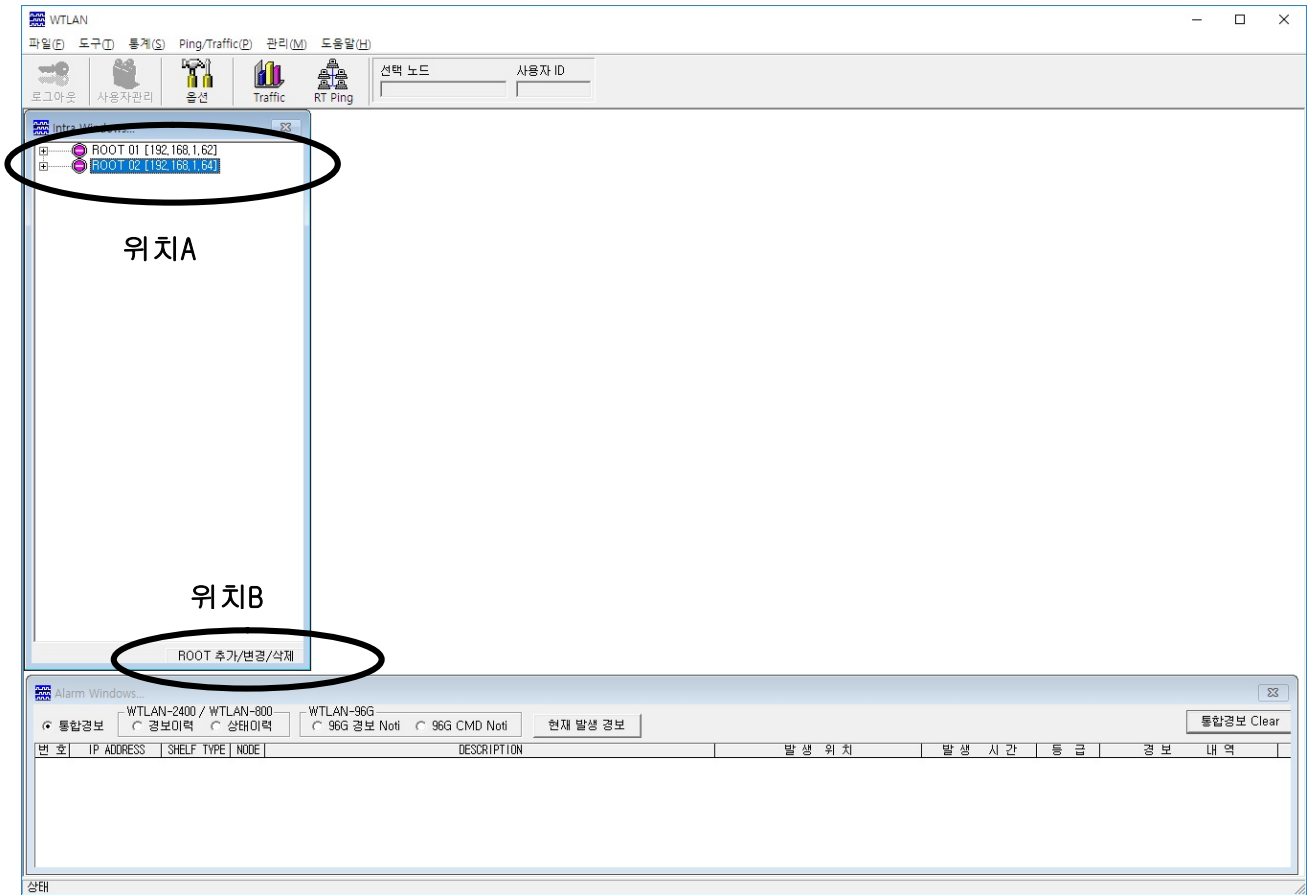 WTLAN
파일(F) 도구(T) 통계(S) Ping/Traffic(P) 관리(M) 도움말(H)
로그아웃 사용자관리 옵션 Traffic RT Ping 선택 노드 사용자 ID
Intra Windows...
ROOT 01 [192,168,1,62]
ROOT 02 [192,168,1,64]
위치A
위치B
ROOT 추가/변경/삭제
Alarm Windows...
WTLAN-2400 / WTLAN-800 WTLAN-96G
통합경보 경보이력 상태이력 96G 경보 Noti 96G CMD Noti 현재 발생 경보 통합경보 Clear
번 호 IP ADDRESS SHELF TYPE NODE DESCRIPTION 발 생 위 치 발 생 시 간 등 급 경 보 내 역
상태